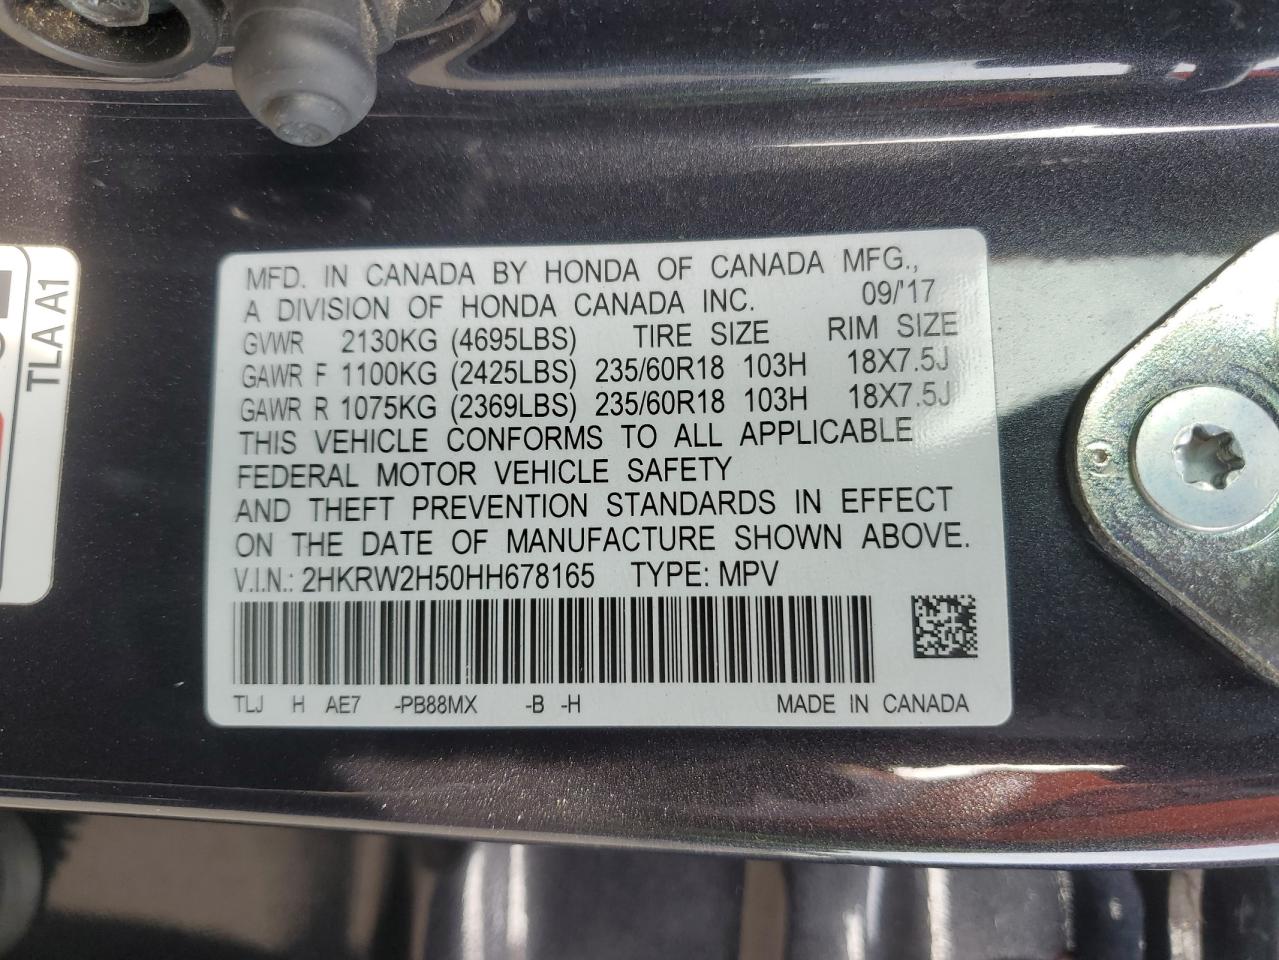 MFD. IN CANADA BY HONDA OF CANADA MFG.,
A DIVISION OF HONDA CANADA INC. 09/'17
GVWR 2130KG (4695LBS) TIRE SIZE RIM SIZE
GAWR F 1100KG (2425LBS) 235/60R18 103H 18X7.5J
GAWR R 1075KG (2369LBS) 235/60R18 103H 18X7.5J
THIS VEHICLE CONFORMS TO ALL APPLICABLE
FEDERAL MOTOR VEHICLE SAFETY
AND THEFT PREVENTION STANDARDS IN EFFECT
ON THE DATE OF MANUFACTURE SHOWN ABOVE.
V.I.N.: 2HKRW2H50HH678165 TYPE: MPV
TLJ H AE7 -PB88MX -B -H MADE IN CANADA
TLA A1